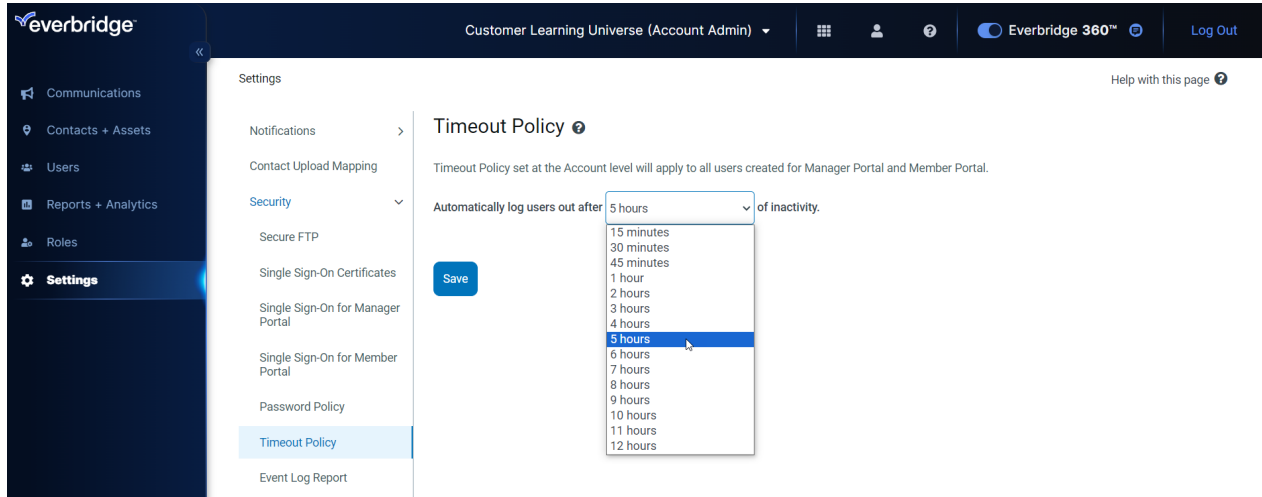 everbridge™
Customer Learning Universe (Account Admin)
Everbridge 360™
Log Out
«
Communications
Contacts + Assets
Users
Reports + Analytics
Roles
Settings
Settings
Help with this page
Notifications
Contact Upload Mapping
Security
Secure FTP
Single Sign-On Certificates
Single Sign-On for Manager
Portal
Single Sign-On for Member
Portal
Password Policy
Timeout Policy
Event Log Report
Timeout Policy
Timeout Policy set at the Account level will apply to all users created for Manager Portal and Member Portal.
Automatically log users out after 5 hours of inactivity.
15 minutes
30 minutes
45 minutes
1 hour
2 hours
3 hours
4 hours
5 hours
6 hours
7 hours
8 hours
9 hours
10 hours
11 hours
12 hours
Save